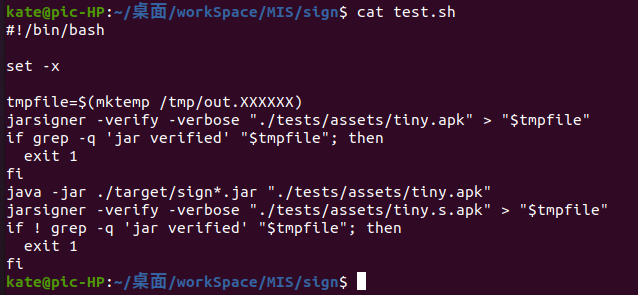 kate@pic-HP:~/桌面/workSpace/MIS/sign$ cat test.sh
#!/bin/bash

set -x

tmpfile=$(mktemp /tmp/out.XXXXXX)
jarsigner -verify -verbose "./tests/assets/tiny.apk" > "$tmpfile"
if grep -q 'jar verified' "$tmpfile"; then
  exit 1
fi
java -jar ./target/sign*.jar "./tests/assets/tiny.apk"
jarsigner -verify -verbose "./tests/assets/tiny.s.apk" > "$tmpfile"
if ! grep -q 'jar verified' "$tmpfile"; then
  exit 1
fi
kate@pic-HP:~/桌面/workSpace/MIS/sign$